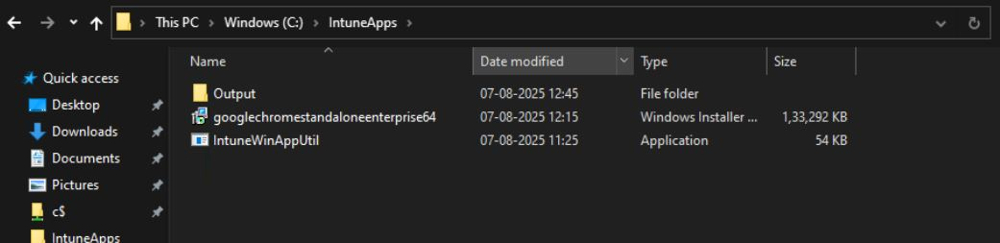 This PC > Windows (C:) > IntuneApps >
Name Date modified Type Size
Quick access
Desktop
Downloads
Documents
Pictures
c$
IntuneApps
Output 07-08-2025 12:45 File folder
googlechromestandaloneenterprise64 07-08-2025 12:15 Windows Installer ... 1,33,292 KB
IntuneWinAppUtil 07-08-2025 11:25 Application 54 KB